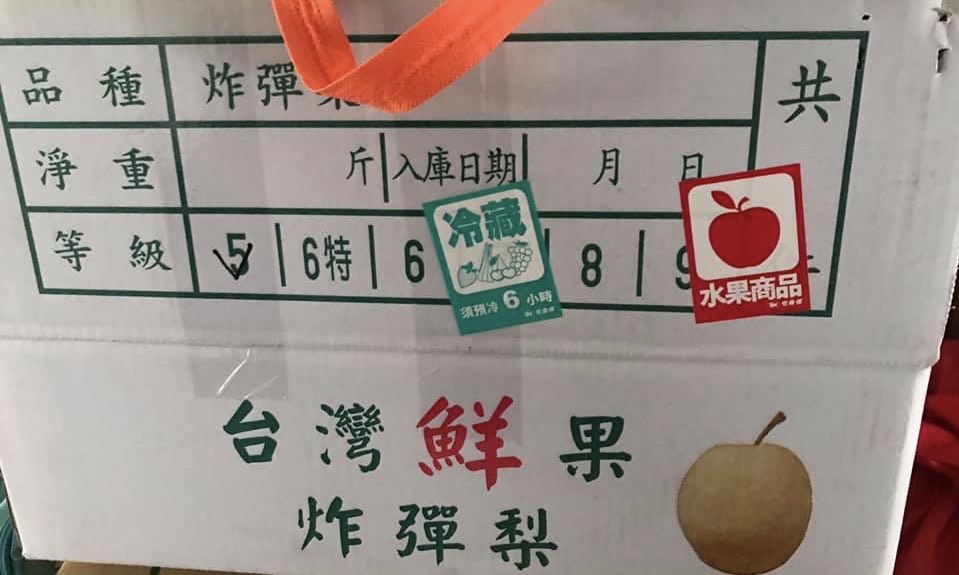 品種 炸彈 共
淨重 斤 入庫日期 月 日
等級 5 6特 6 8 9
冷藏
須預冷 6 小時
水果商品
台灣鮮果
炸彈梨